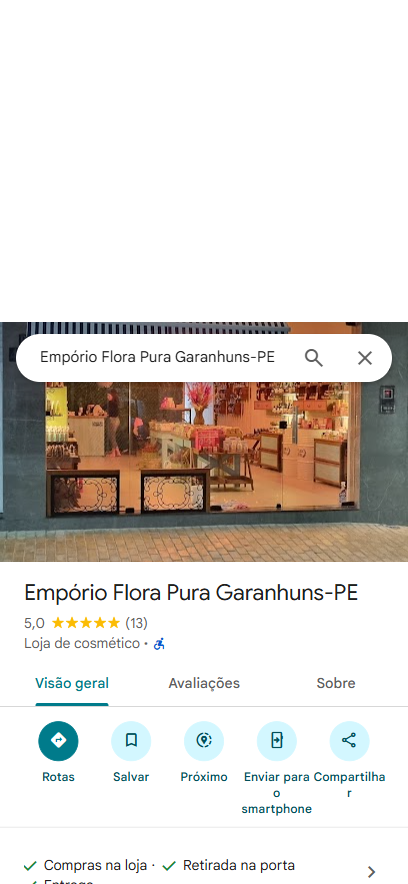 Empório Flora Pura Garanhuns-PE
Empório Flora Pura Garanhuns-PE
5,0 (13)
Loja de cosmético ·
Visão geral Avaliações Sobre
Rotas Salvar Próximo Enviar para o smartphone Compartilhar
Compras na loja · Retirada na porta
Entrega